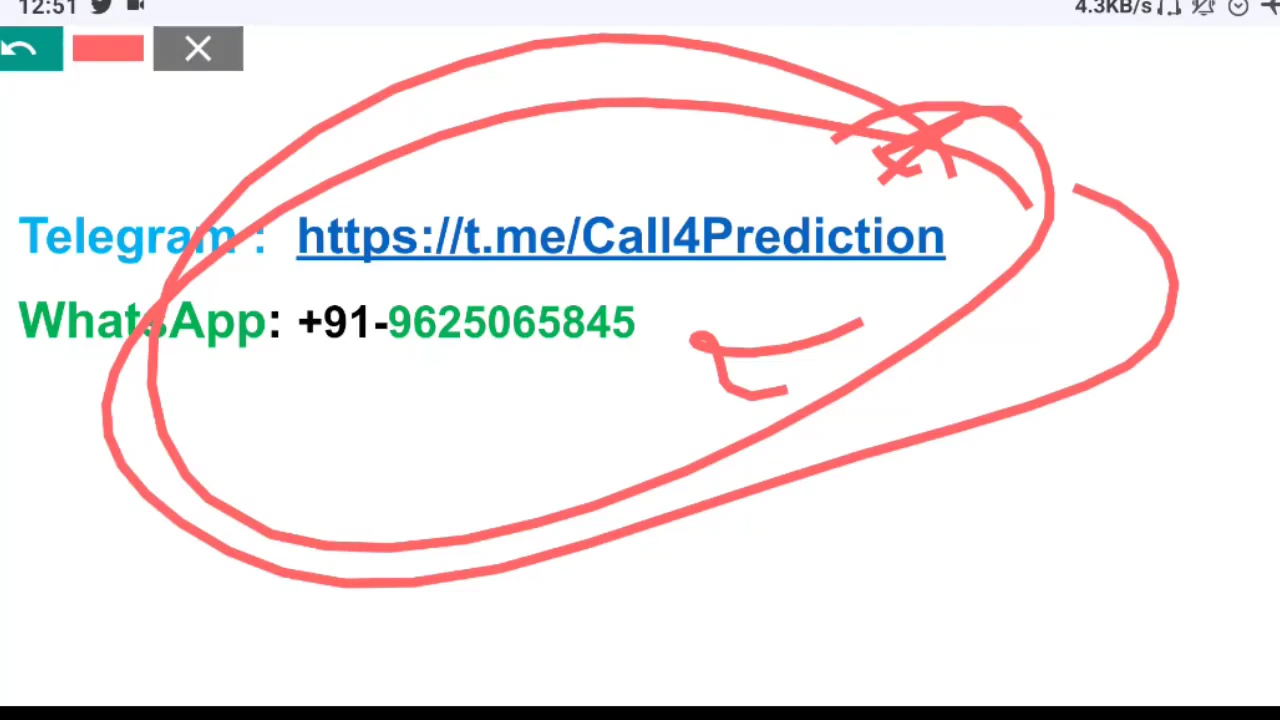 12:51 4.3KB/s
Telegram : https://t.me/Call4Prediction
WhatsApp: +91-9625065845